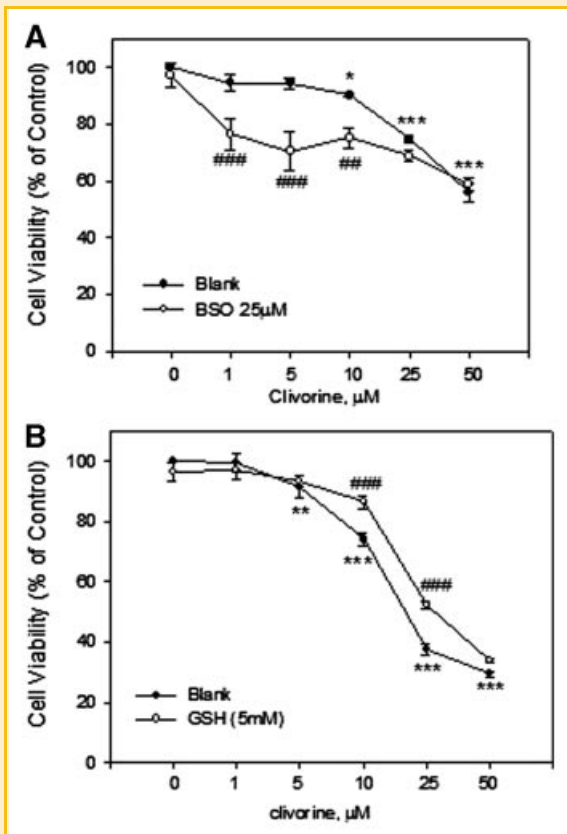 A
Cell Viability (% of Control)
100
80
60
40
20
0
*
***
***
###
###
##
Blank
BSO 25μM
0 1 5 10 25 50
Clivorine, μM
B
Cell Viability (% of Control)
100
80
60
40
20
0
###
**
***
###
***
***
Blank
GSH (5mM)
0 1 5 10 25 50
clivorine, μM